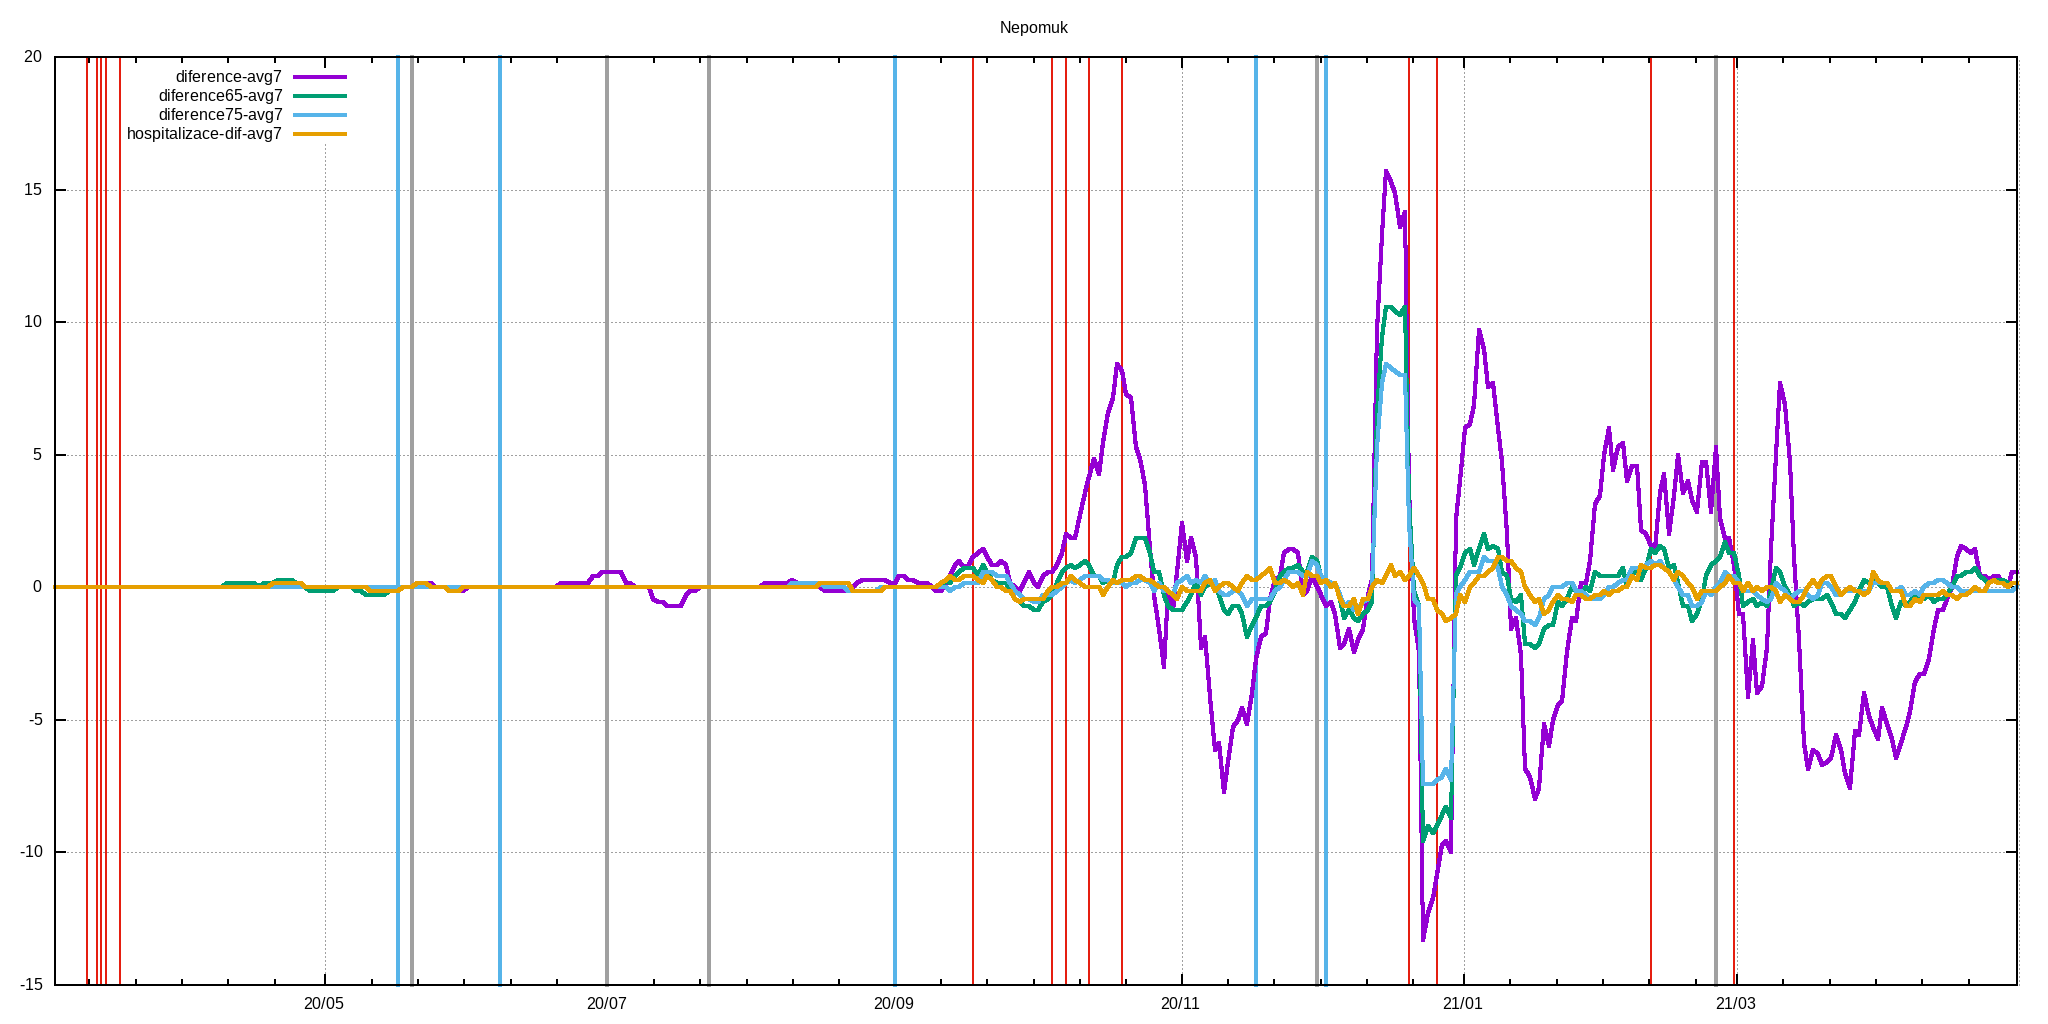 Nepomuk
20
diference-avg7
diference65-avg7
diference75-avg7
hospitalizace-dif-avg7
15
10
5
0
-5
-10
-15
20/05 20/07 20/09 20/11 21/01 21/03